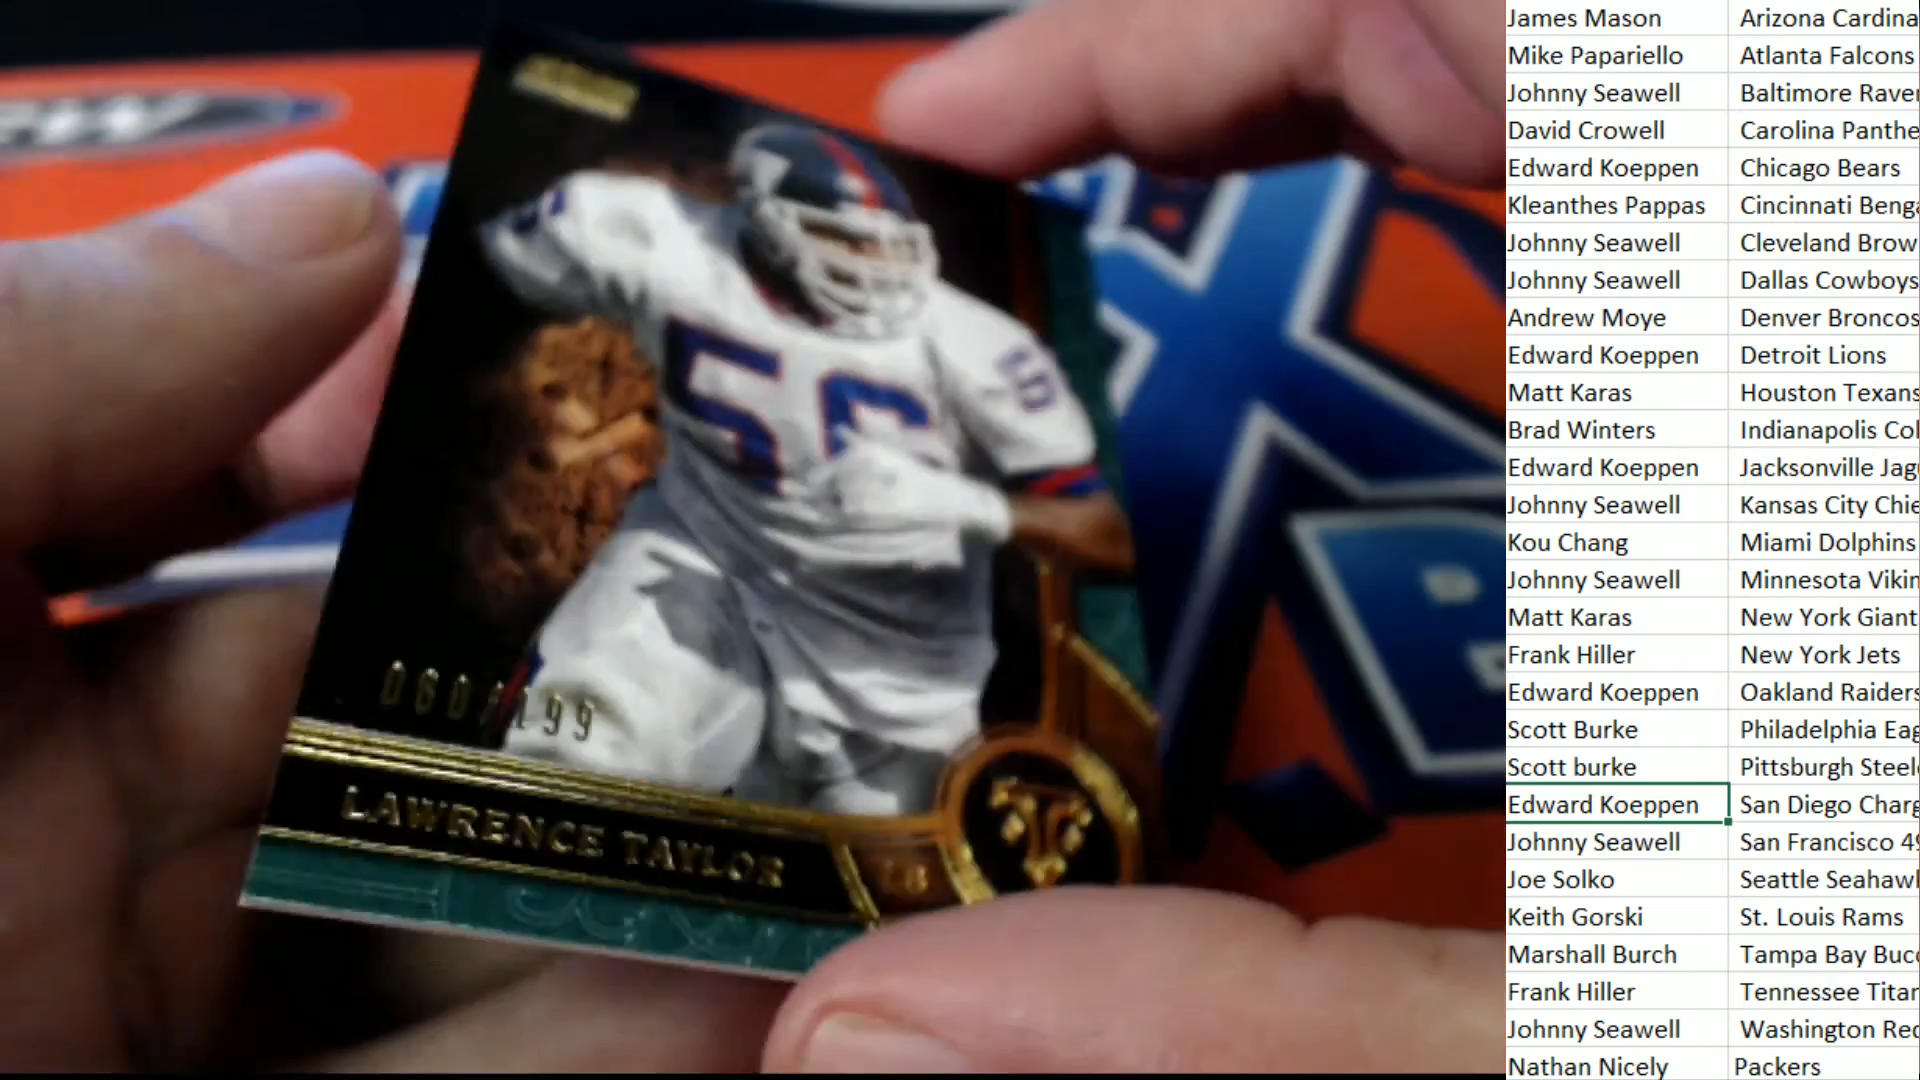 56
56
080/199
LAWRENCE TAYLOR
LB
James Mason Arizona Cardina
Mike Papariello Atlanta Falcons
Johnny Seawell Baltimore Rave
David Crowell Carolina Panthe
Edward Koeppen Chicago Bears
Kleanthes Pappas Cincinnati Beng
Johnny Seawell Cleveland Brow
Johnny Seawell Dallas Cowboys
Andrew Moye Denver Broncos
Edward Koeppen Detroit Lions
Matt Karas Houston Texans
Brad Winters Indianapolis Col
Edward Koeppen Jacksonville Jag
Johnny Seawell Kansas City Chie
Kou Chang Miami Dolphins
Johnny Seawell Minnesota Vikin
Matt Karas New York Giant
Frank Hiller New York Jets
Edward Koeppen Oakland Raiders
Scott Burke Philadelphia Eag
Scott burke Pittsburgh Steel
Edward Koeppen San Diego Charg
Johnny Seawell San Francisco 49
Joe Solko Seattle Seahawk
Keith Gorski St. Louis Rams
Marshall Burch Tampa Bay Bucc
Frank Hiller Tennessee Titan
Johnny Seawell Washington Red
Nathan Nicely Packers